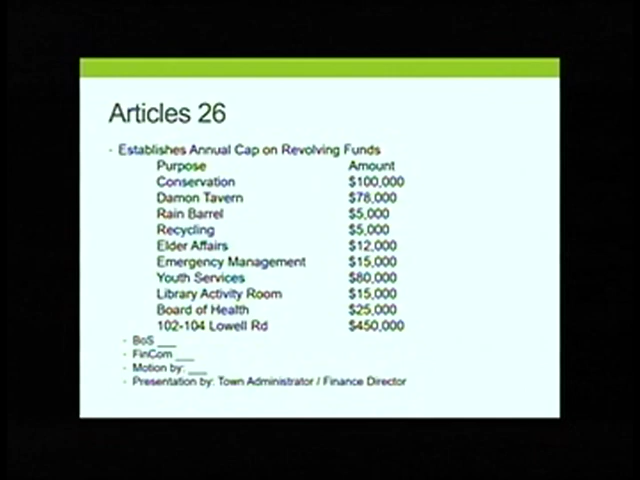 Articles 26
· Establishes Annual Cap on Revolving Funds
Purpose Amount
Conservation $100,000
Damon Tavern $78,000
Rain Barrel $5,000
Recycling $5,000
Elder Affairs $12,000
Emergency Management $15,000
Youth Services $80,000
Library Activity Room $15,000
Board of Health $25,000
102-104 Lowell Rd $450,000
· BoS ___
· FinCom ___
· Motion by: ___
· Presentation by: Town Administrator / Finance Director